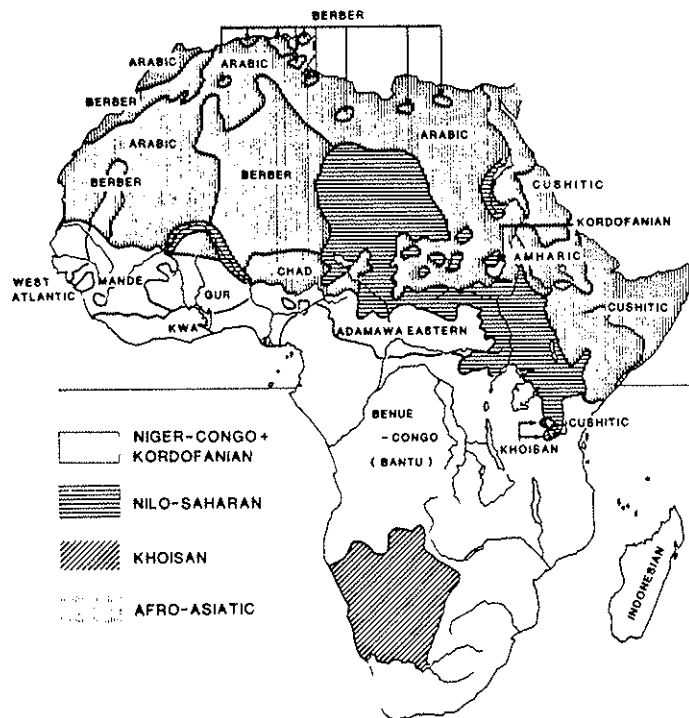 BERBER
ARABIC
ARABIC
BERBER
ARABIC
ARABIC
BERBER
BERBER
CUSHITIC
KORDOFANIAN
AMHARIC
CHAD
WEST
ATLANTIC
MANDE
GUR
KWA
ADAMAWA EASTERN
CUSHITIC
BENUE
-CONGO
(BANTU)
CUSHITIC
KHOISAN
INDONESIAN
NIGER-CONGO+
KORDOFANIAN
NILO-SAHARAN
KHOISAN
AFRO-ASIATIC